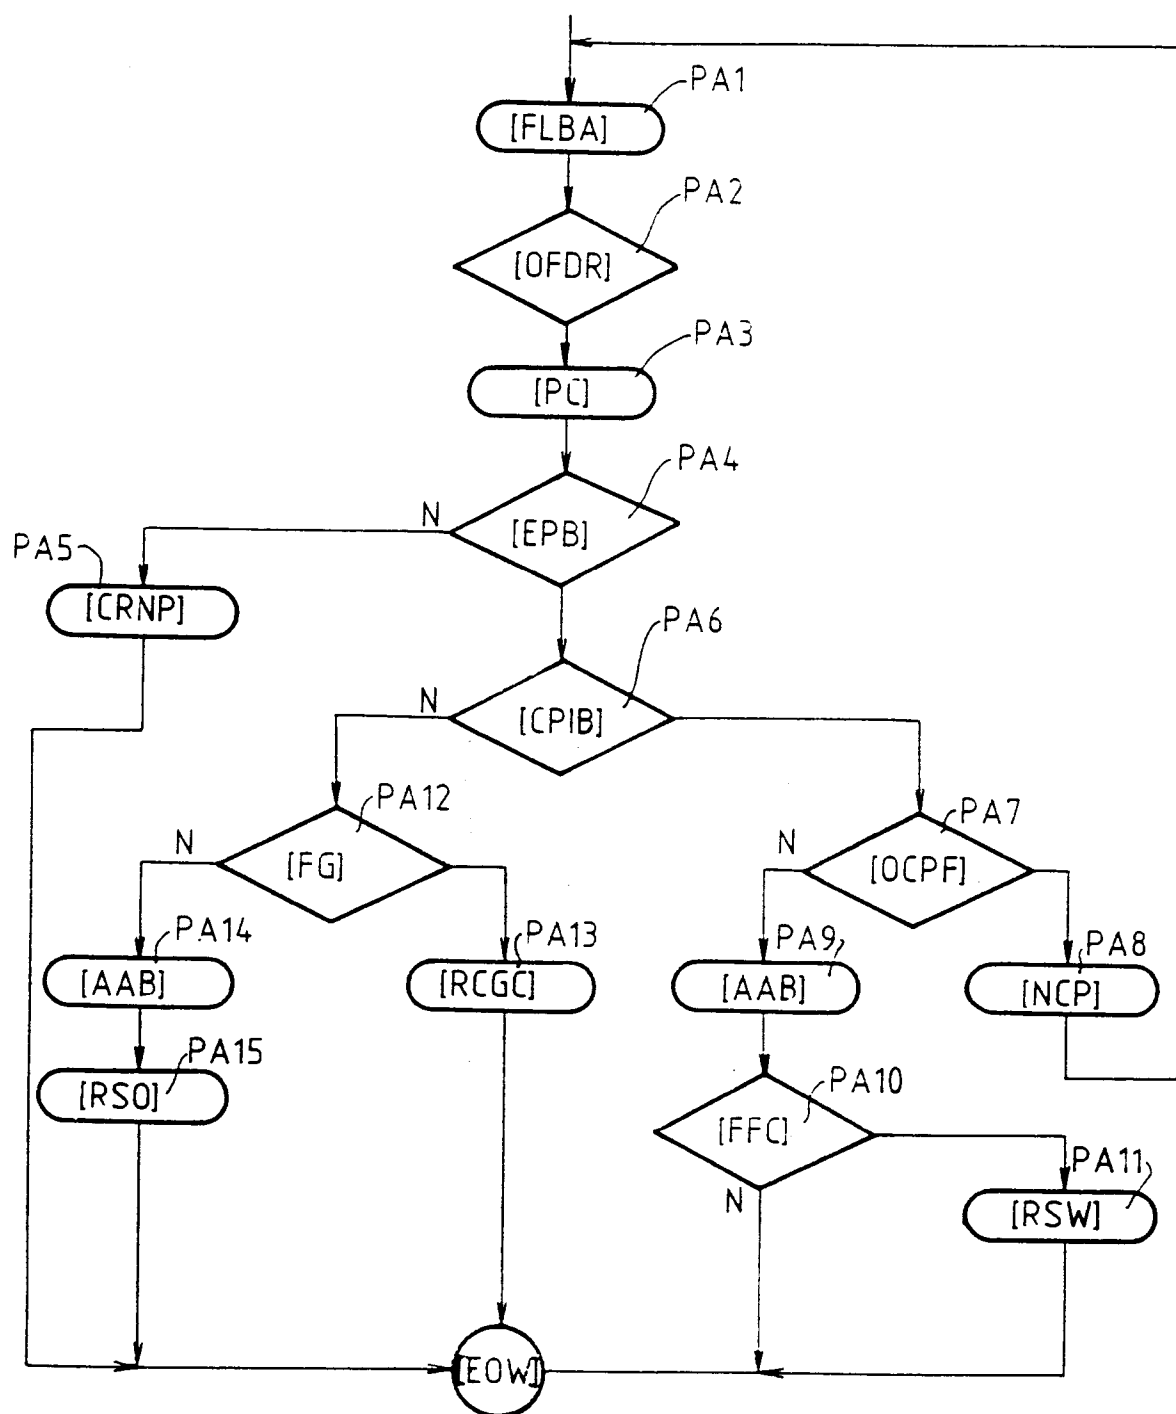 PA1
[FLBA]
PA2
[OFDR]
PA3
[PC]
PA4
N
[EPB]
PA5
[CRNP]
PA6
N
[CPIB]
PA12
N
[FG]
PA7
N
[OCPF]
PA14
[AAB]
PA13
[RCGC]
PA9
[AAB]
PA8
[NCP]
PA15
[RSO]
PA10
[FFC]
N
PA11
[RSW]
[EOW]